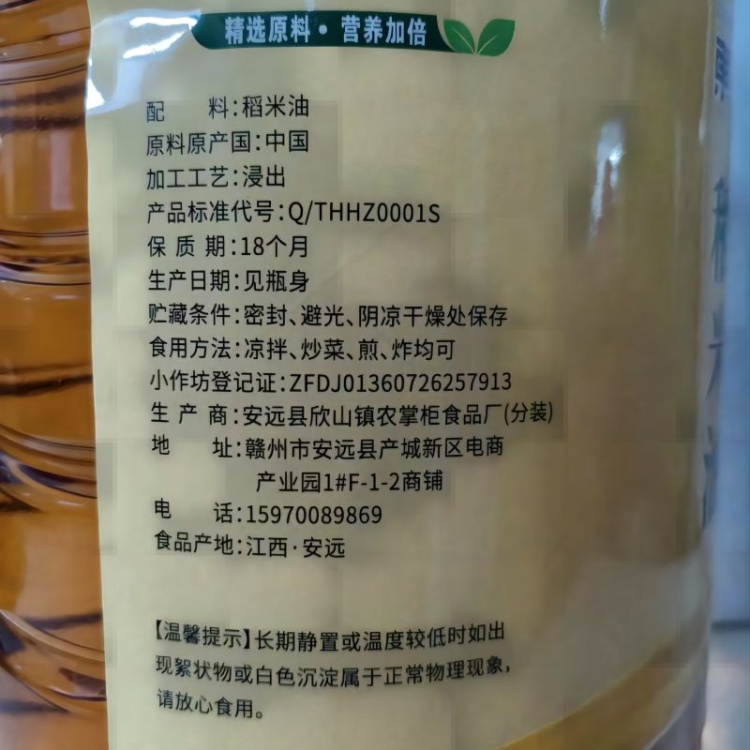 精选原料·营养加倍
配 料:稻米油
原料原产国:中国
加工工艺:浸出
产品标准代号:Q/THHZ0001S
保 质 期:18个月
生产日期:见瓶身
贮藏条件:密封、避光、阴凉干燥处保存
食用方法:凉拌、炒菜、煎、炸均可
小作坊登记证:ZFDJ01360726257913
生 产 商:安远县欣山镇农掌柜食品厂(分装)
地 址:赣州市安远县产城新区电商
产业园1#F-1-2商铺
电 话:15970089869
食品产地:江西·安远
【温馨提示】长期静置或温度较低时如出
现絮状物或白色沉淀属于正常物理现象,
请放心食用。